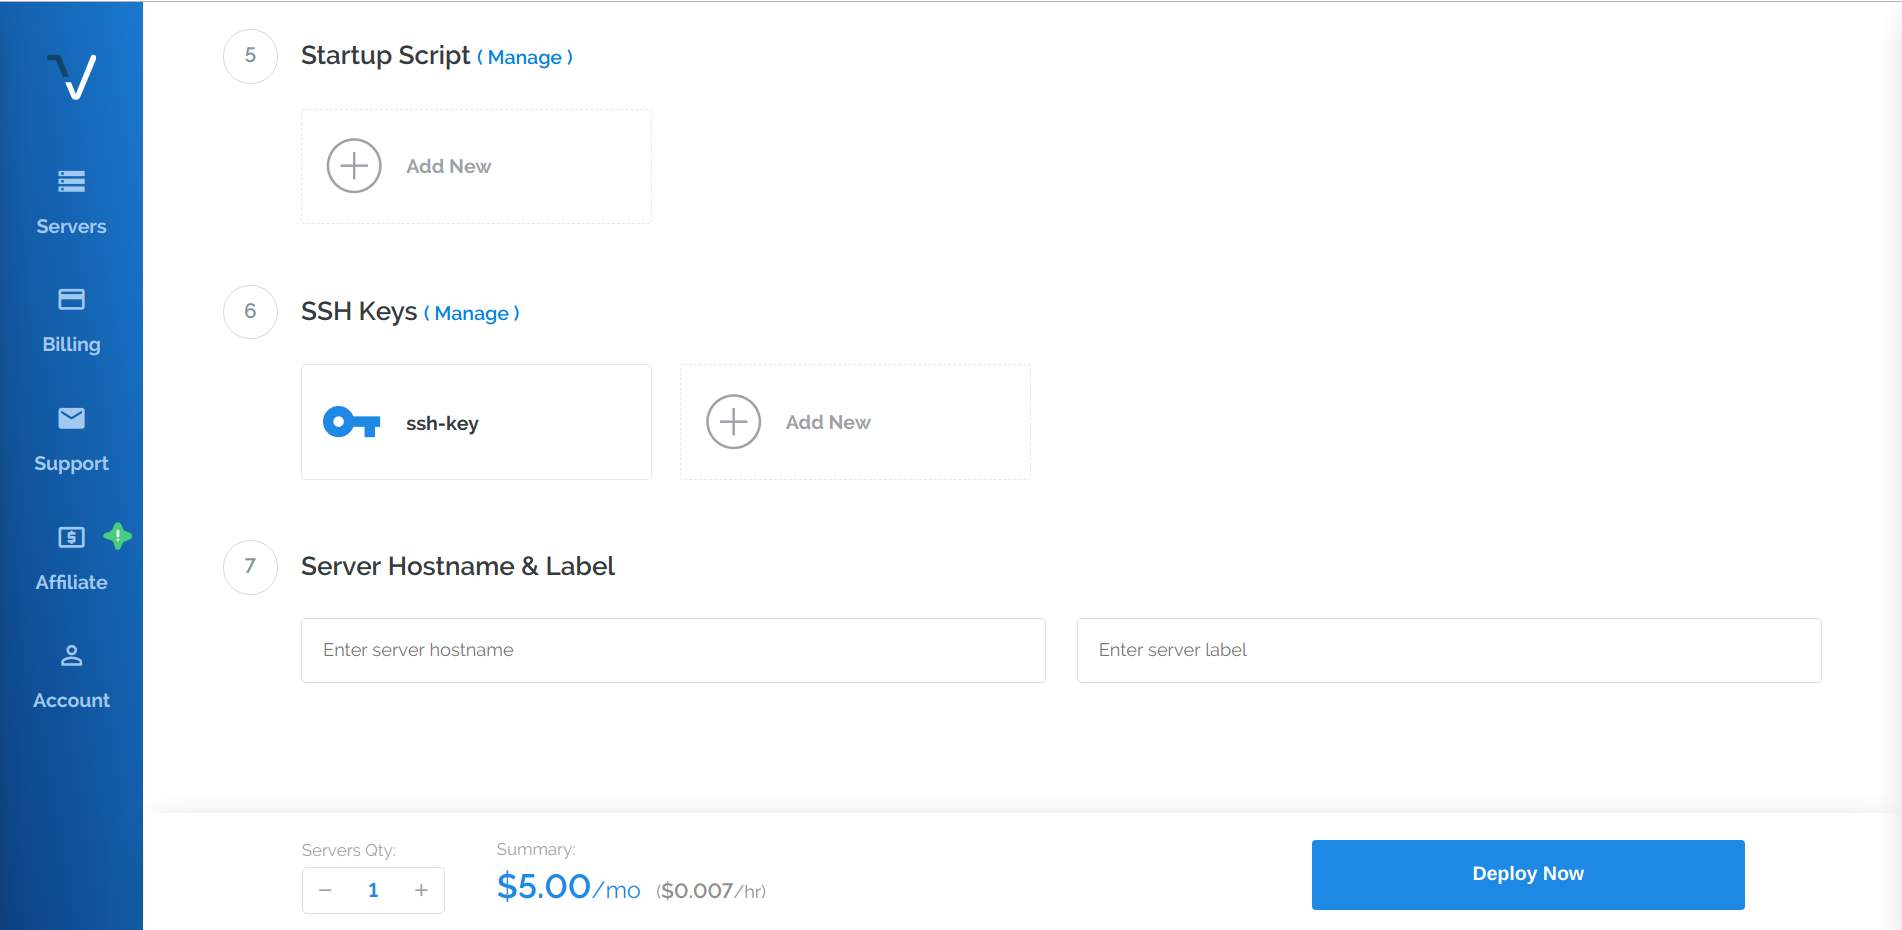 Servers
Billing
Support
Affiliate
Account
5 Startup Script ( Manage )
Add New
6 SSH Keys ( Manage )
ssh-key Add New
7 Server Hostname & Label
Enter server hostname Enter server label
Servers Qty:
− 1 +
Summary:
$5.00/mo ($0.007/hr)
Deploy Now